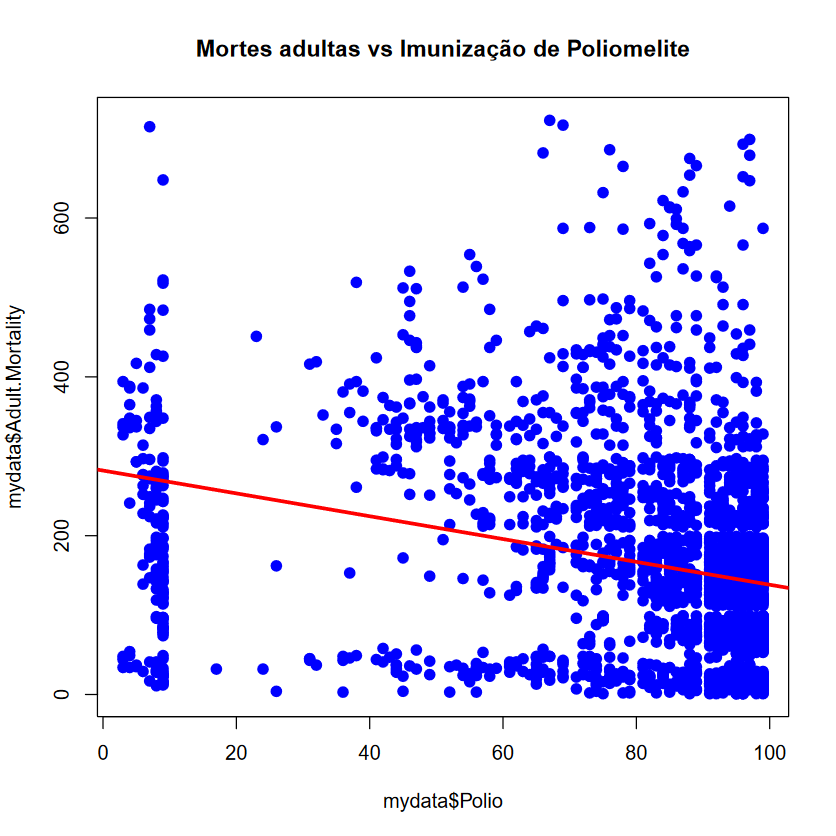 Mortes adultas vs Imunização de Poliomelite
mydata$Adult.Mortality
600
400
200
0
0 20 40 60 80 100
mydata$Polio